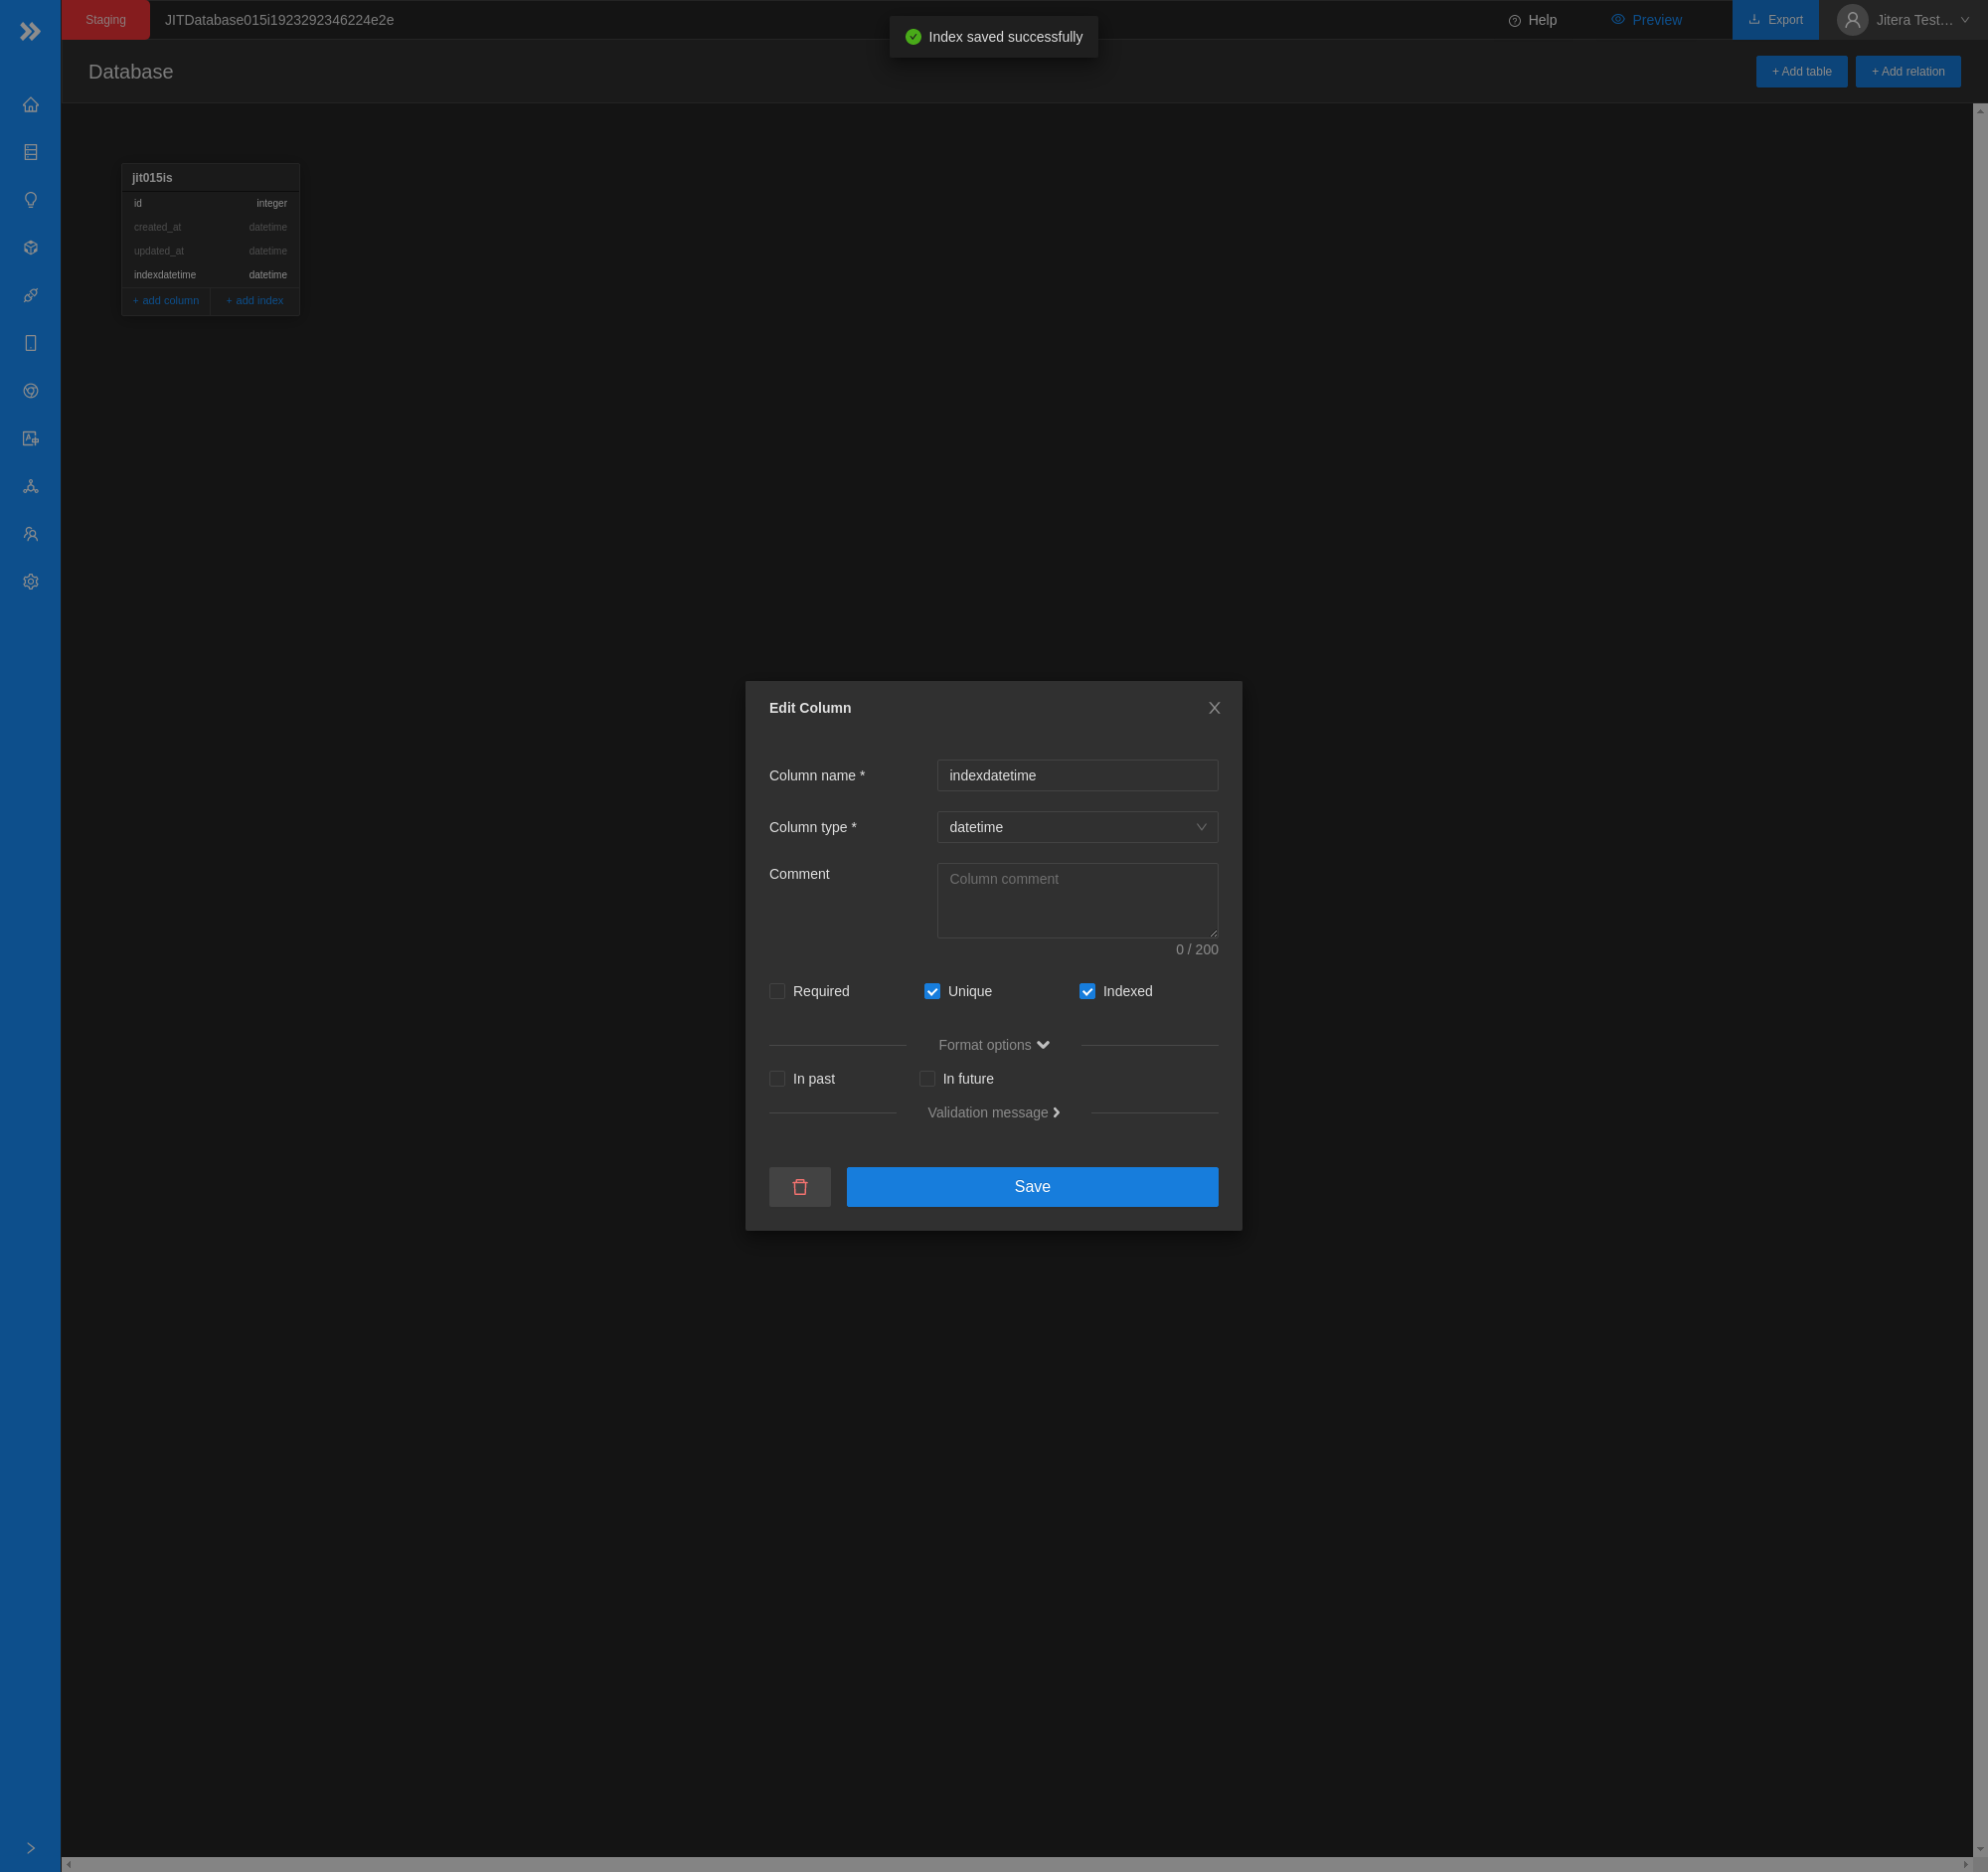 Staging
JITDatabase015i1923292346224e2e
Index saved successfully
Help
Preview
Export
Jitera Test...
Database
+ Add table
+ Add relation
jit015is
id integer
created_at datetime
updated_at datetime
indexdatetime datetime
+ add column + add index
Edit Column
Column name * indexdatetime
Column type * datetime
Comment Column comment
0 / 200
Required Unique Indexed
Format options
In past In future
Validation message
Save